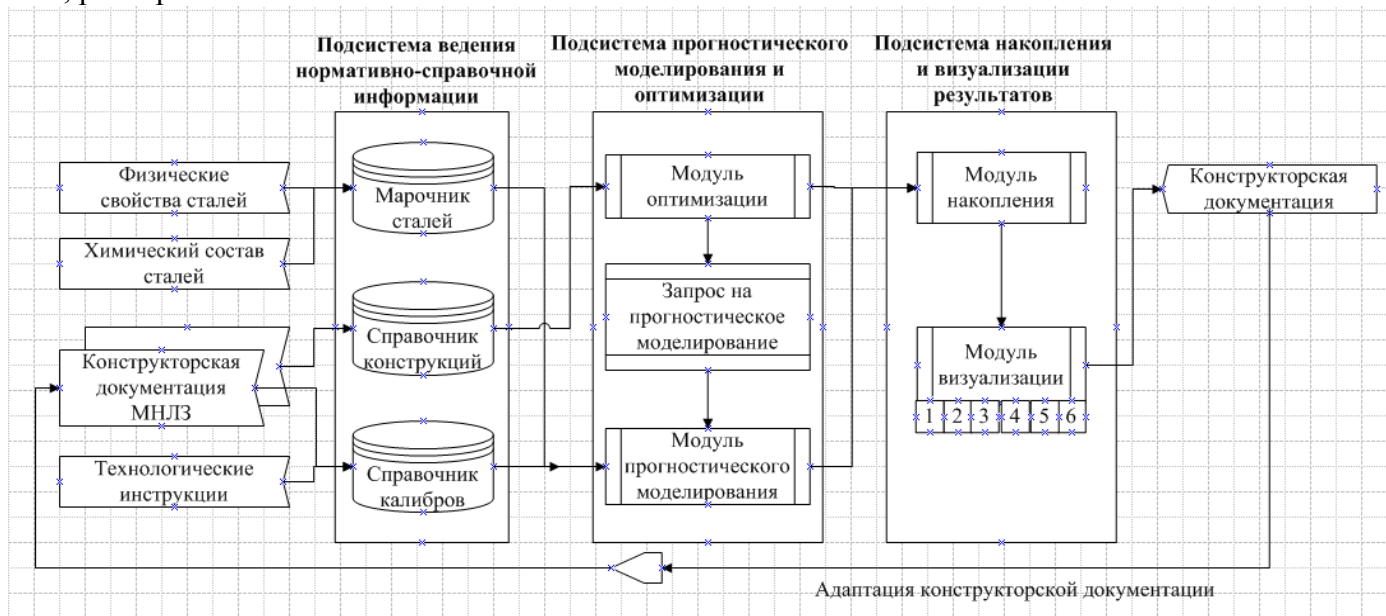 Подсистема ведения
нормативно-справочной
информации
Подсистема прогностического
моделирования и
оптимизации
Подсистема накопления
и визуализации
результатов
Физические
свойства сталей
Химический состав
сталей
Конструкторская
документация
МНЛЗ
Технологические
инструкции
Марочник
сталей
Справочник
конструкций
Справочник
калибров
Модуль
оптимизации
Запрос на
прогностическое
моделирование
Модуль
прогностического
моделирования
Модуль
накопления
Модуль
визуализации
1 2 3 4 5 6
Конструкторская
документация
Адаптация конструкторской документации